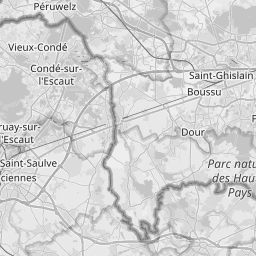 Péruwelz
Vieux-Condé
Condé-sur-
l'Escaut
Saint-Ghislain
Boussu
ruay-sur-
Escaut
Dour
Saint-Saulve
ciennes
Parc natu
des Haut
Pays